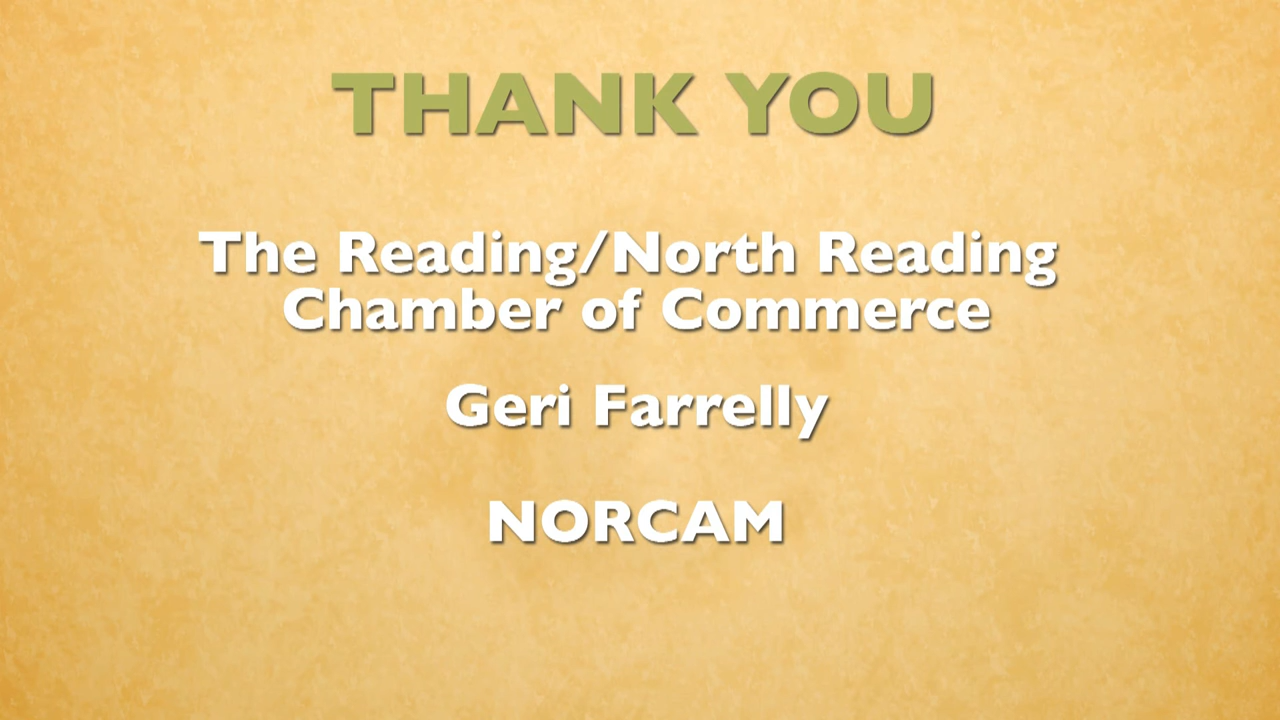 THANK YOU
The Reading/North Reading
Chamber of Commerce
Geri Farrelly
NORCAM